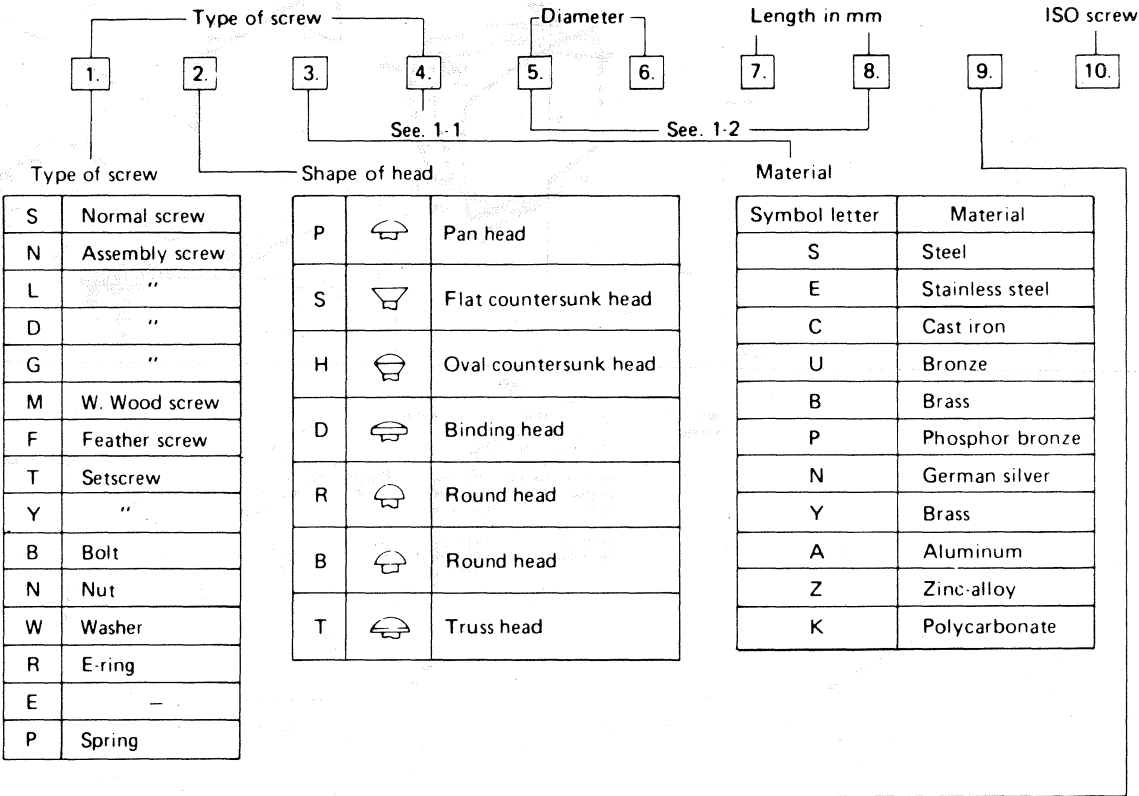 Type of screw Diameter Length in mm ISO screw
1. 2. 3. 4. 5. 6. 7. 8. 9. 10.
See. 1-1 See. 1-2
Type of screw Shape of head Material
S Normal screw
N Assembly screw
L "
D "
G "
M W. Wood screw
F Feather screw
T Setscrew
Y "
B Bolt
N Nut
W Washer
R E-ring
E –
P Spring
P Pan head
S Flat countersunk head
H Oval countersunk head
D Binding head
R Round head
B Round head
T Truss head
Symbol letter Material
S Steel
E Stainless steel
C Cast iron
U Bronze
B Brass
P Phosphor bronze
N German silver
Y Brass
A Aluminum
Z Zinc-alloy
K Polycarbonate